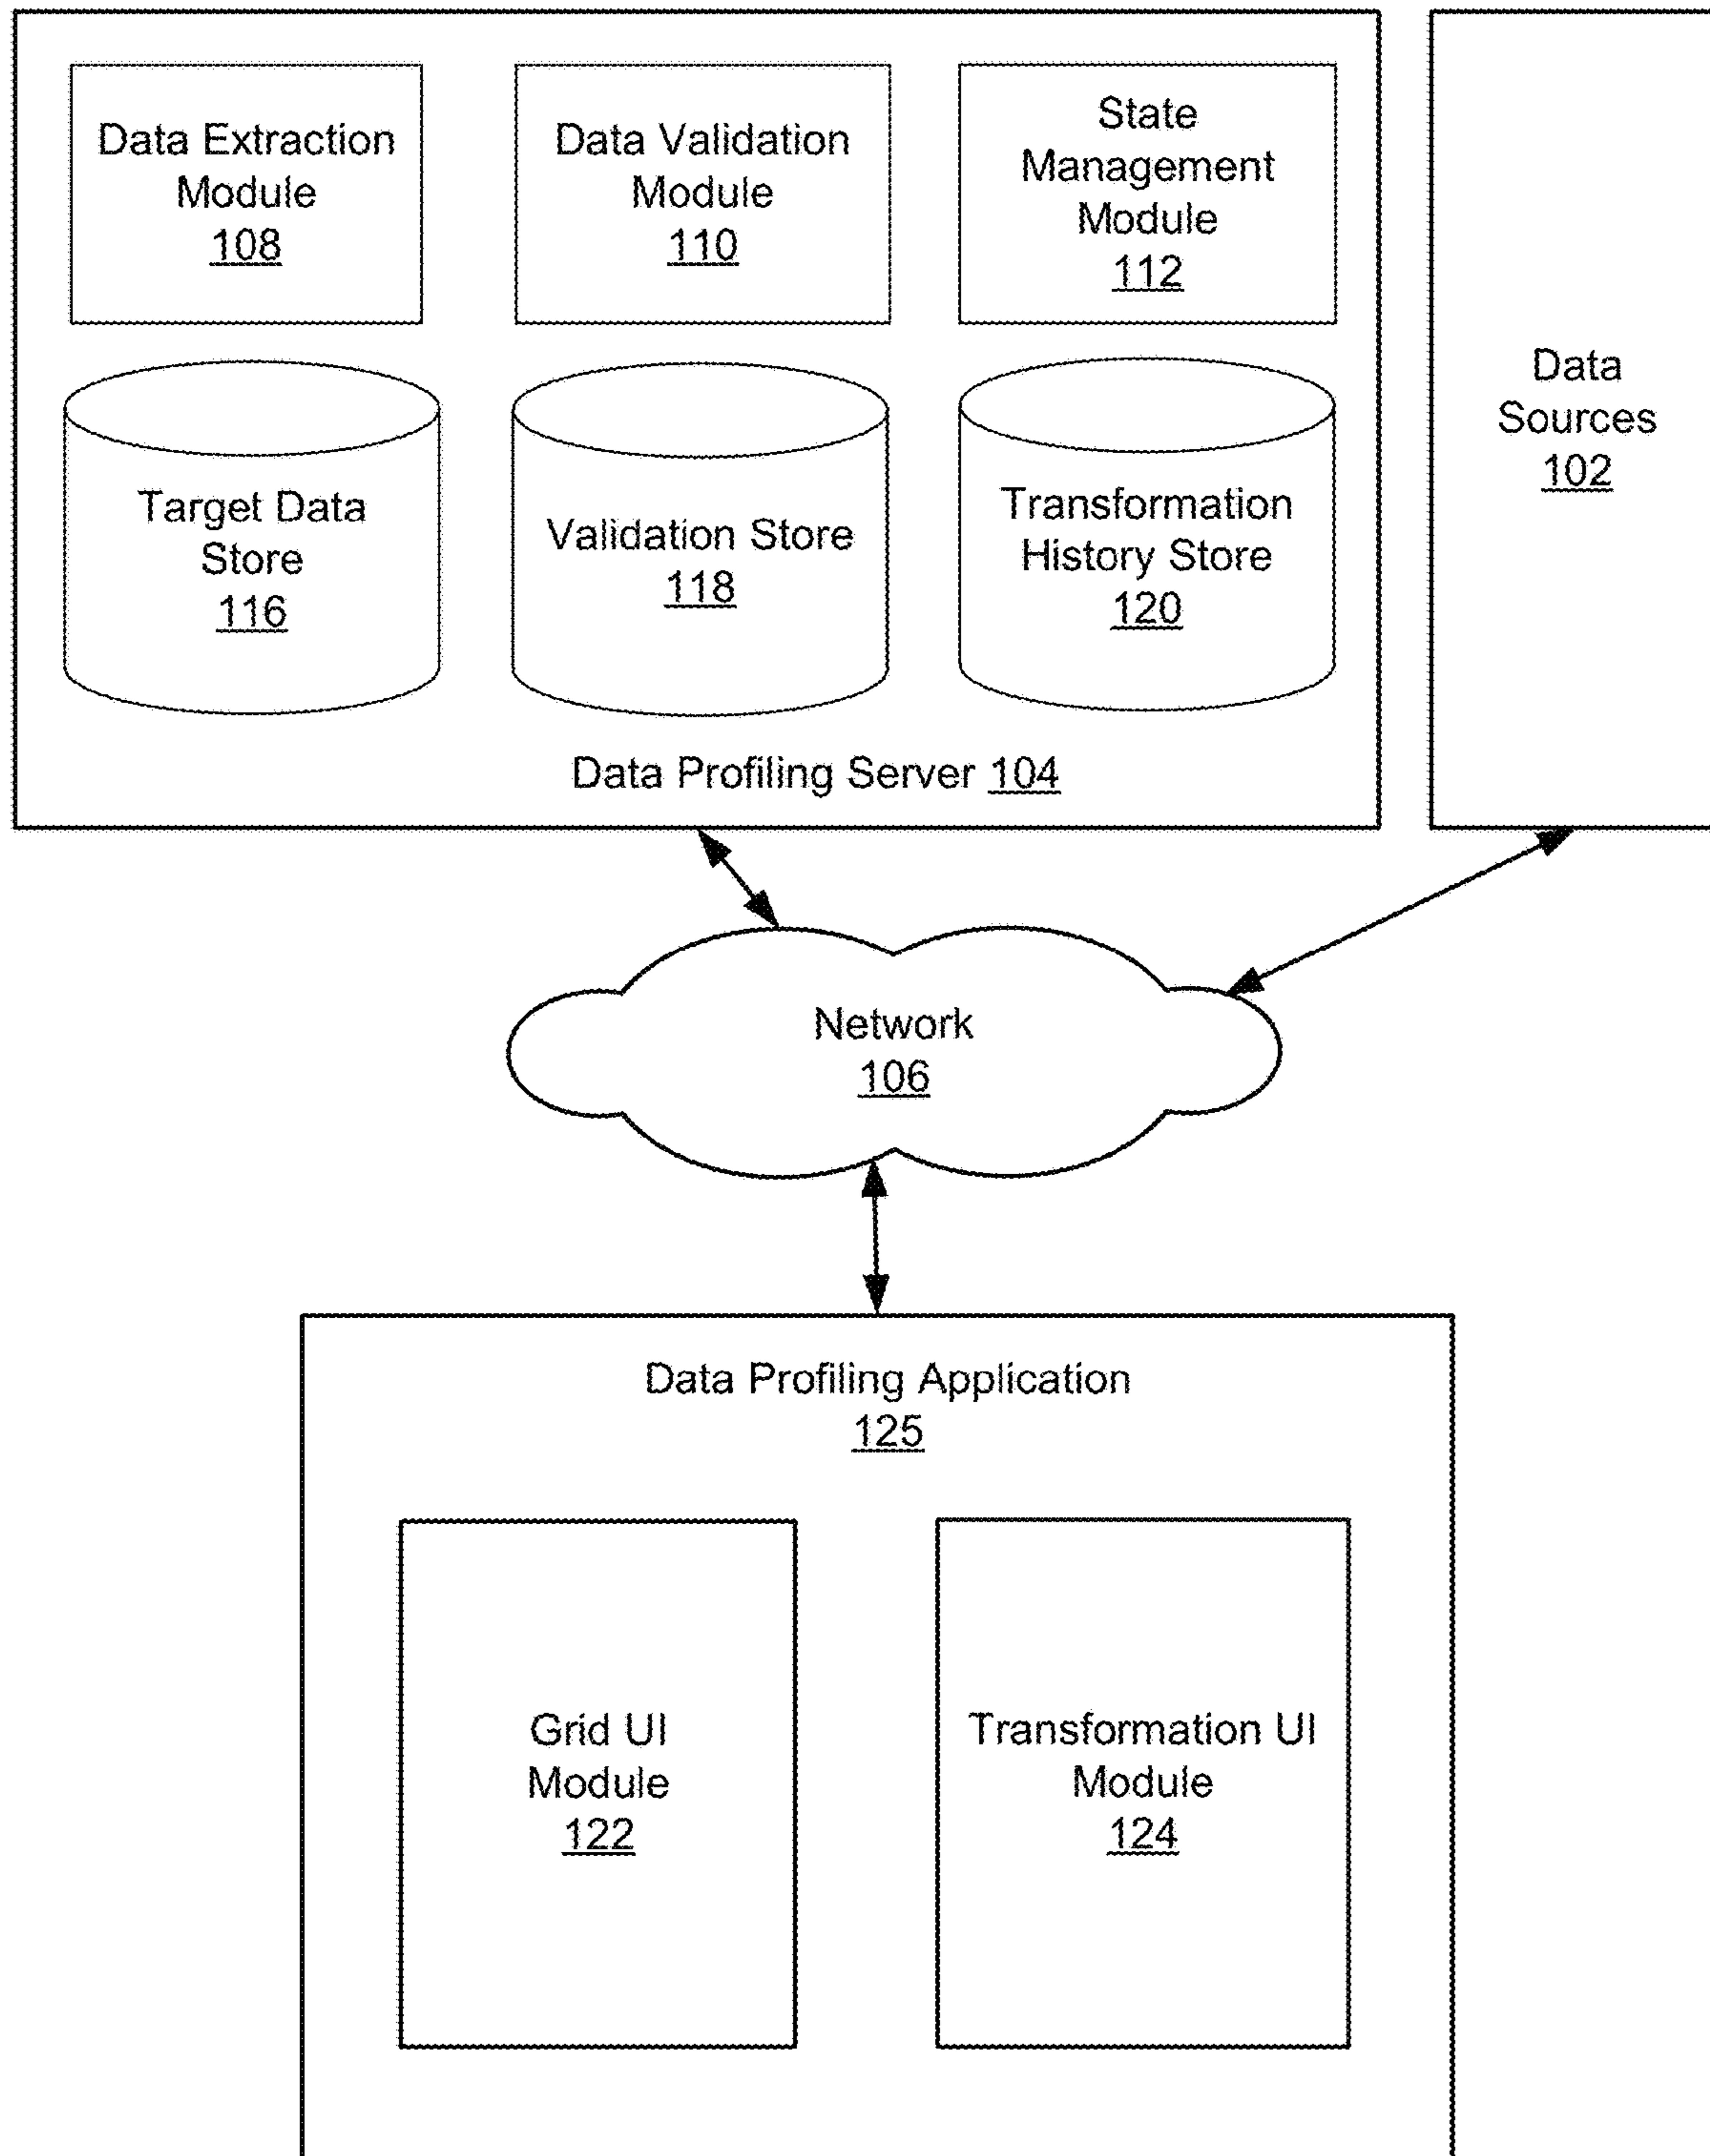 Data Extraction
Module
108
Data Validation
Module
110
State
Management
Module
112
Target Data
Store
116
Validation Store
118
Transformation
History Store
120
Data Profiling Server 104
Data
Sources
102
Network
106
Data Profiling Application
125
Grid UI
Module
122
Transformation UI
Module
124